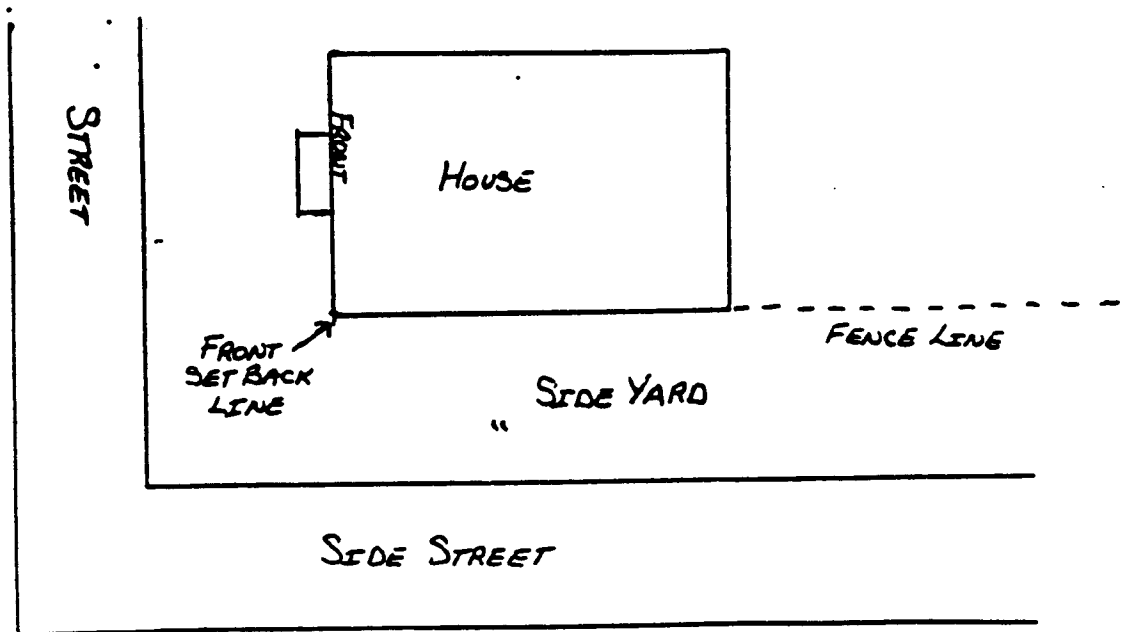 STREET
FRONT
HOUSE
FRONT
SET BACK
LINE
FENCE LINE
SIDE YARD
SIDE STREET